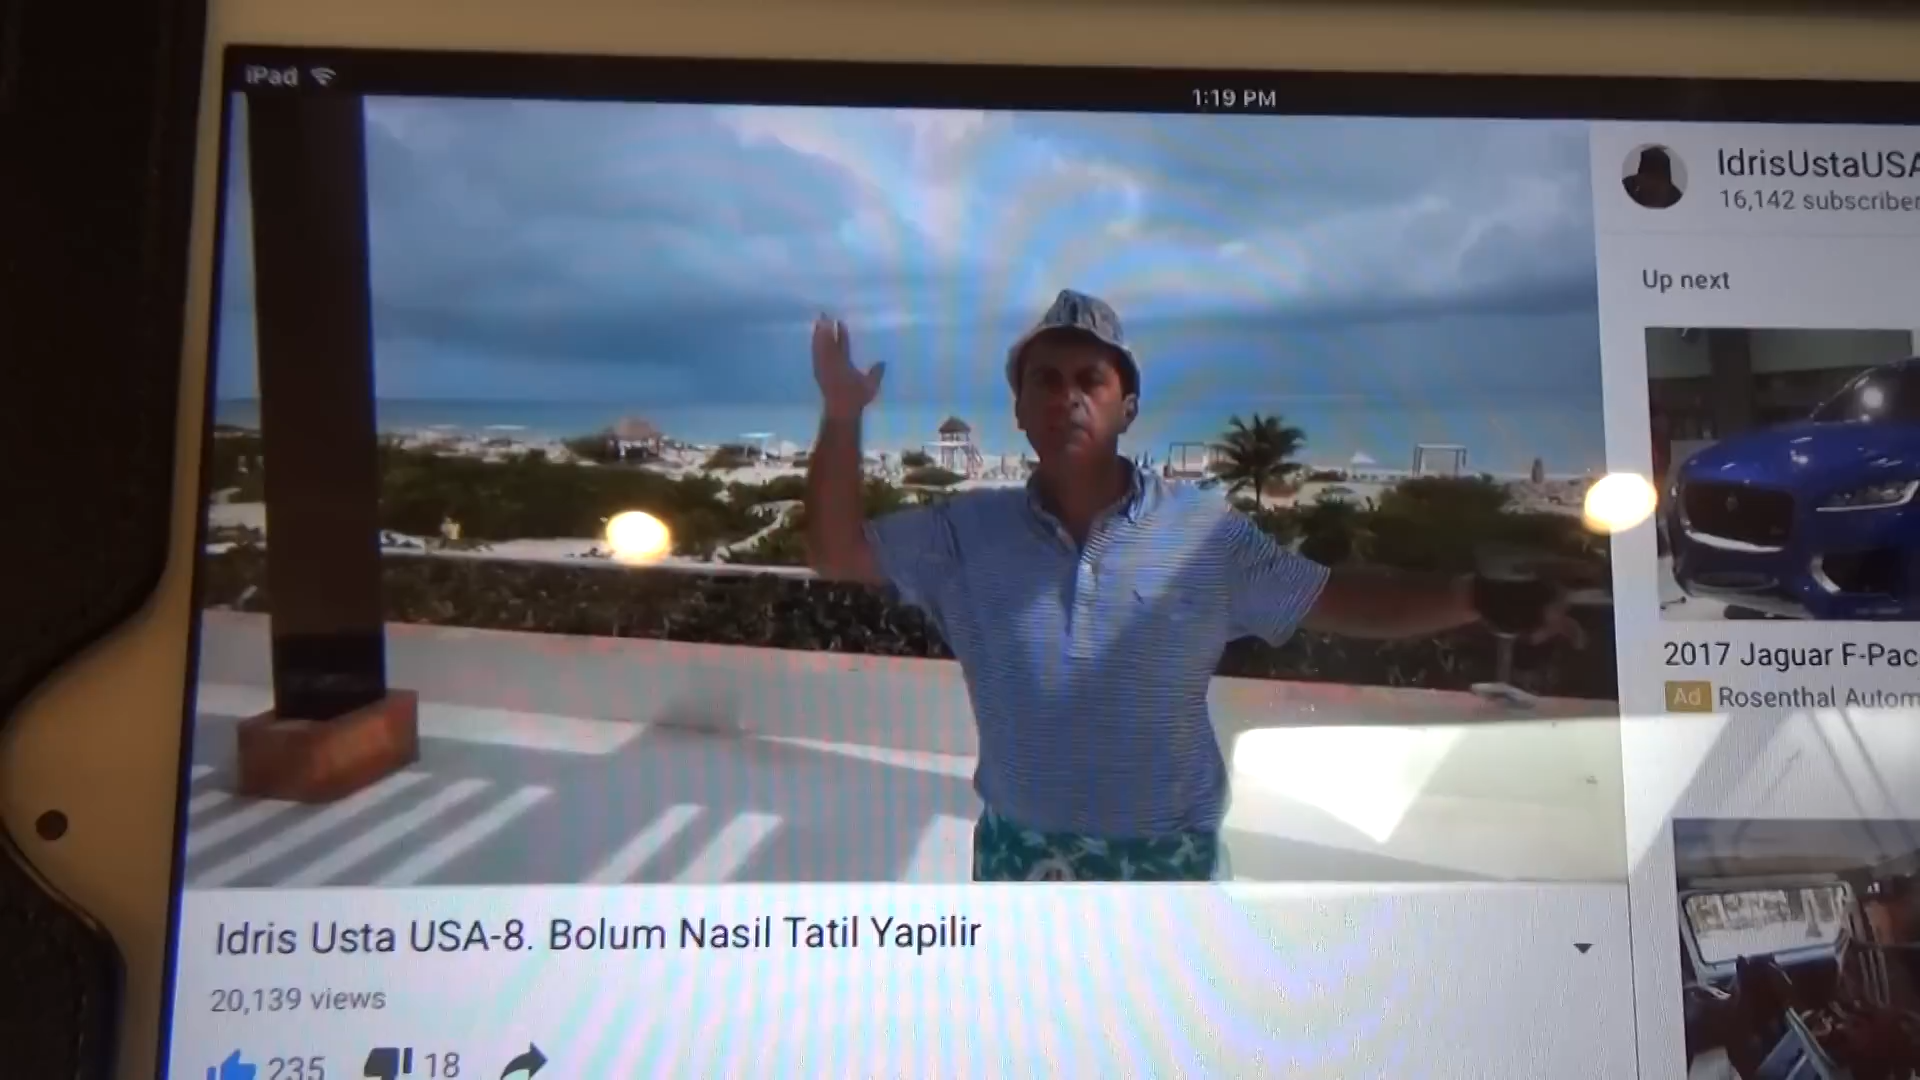 iPad
1:19 PM
IdrisUstaUSA
16,142 subscriber
Up next
2017 Jaguar F-Pac
Ad Rosenthal Autom
Idris Usta USA-8. Bolum Nasil Tatil Yapilir
20,139 views
235 18